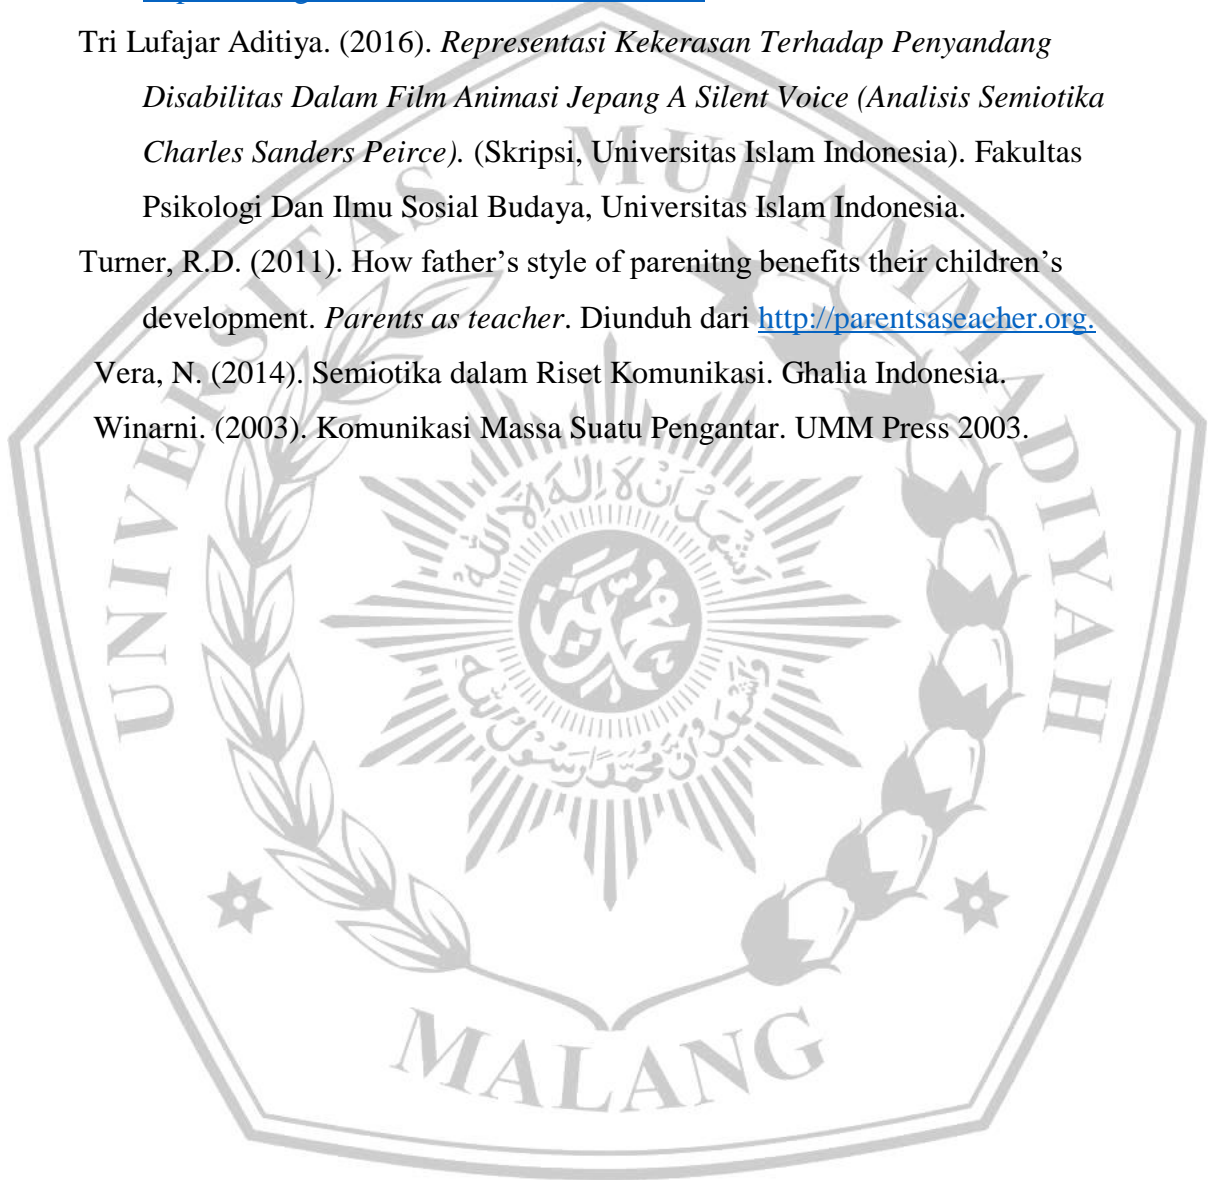 Tri Lufajar Aditiya. (2016). Representasi Kekerasan Terhadap Penyandang
Disabilitas Dalam Film Animasi Jepang A Silent Voice (Analisis Semiotika
Charles Sanders Peirce). (Skripsi, Universitas Islam Indonesia). Fakultas
Psikologi Dan Ilmu Sosial Budaya, Universitas Islam Indonesia.
Turner, R.D. (2011). How father’s style of parenitng benefits their children’s
development. Parents as teacher. Diunduh dari http://parentsaseacher.org.
Vera, N. (2014). Semiotika dalam Riset Komunikasi. Ghalia Indonesia.
Winarni. (2003). Komunikasi Massa Suatu Pengantar. UMM Press 2003.
UNIVERSITAS MUHAMMADIYAH
MALANG